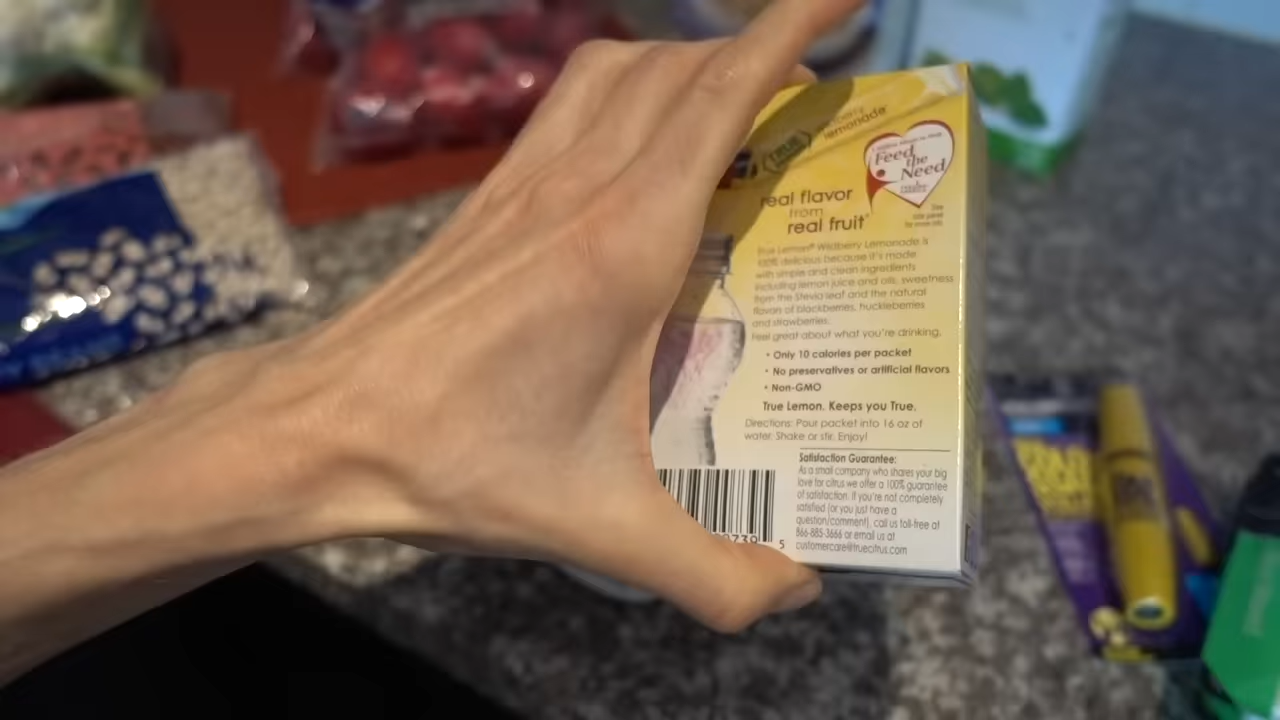 TRUE
lemonade
Feed
the
Need
real flavor
from
real fruit
True Lemon® Wildberry Lemonade is
100% delicious because it's made
with simple and clean ingredients
including lemon juice and oils, sweetness
from the Stevia leaf and the natural
flavors of blackberries, huckleberries
and strawberries.
Feel great about what you're drinking.
• Only 10 calories per packet
• No preservatives or artificial flavors
• Non-GMO
True Lemon. Keeps you True.
Directions: Pour packet into 16 oz of
water. Shake or stir. Enjoy!
Satisfaction Guarantee:
As a small company who shares your big
love for citrus we offer a 100% guarantee
of satisfaction. If you're not completely
satisfied (or you just have a
question/comment), call us toll-free at
866-885-3666 or email us at
customercare@truecitrus.com
5